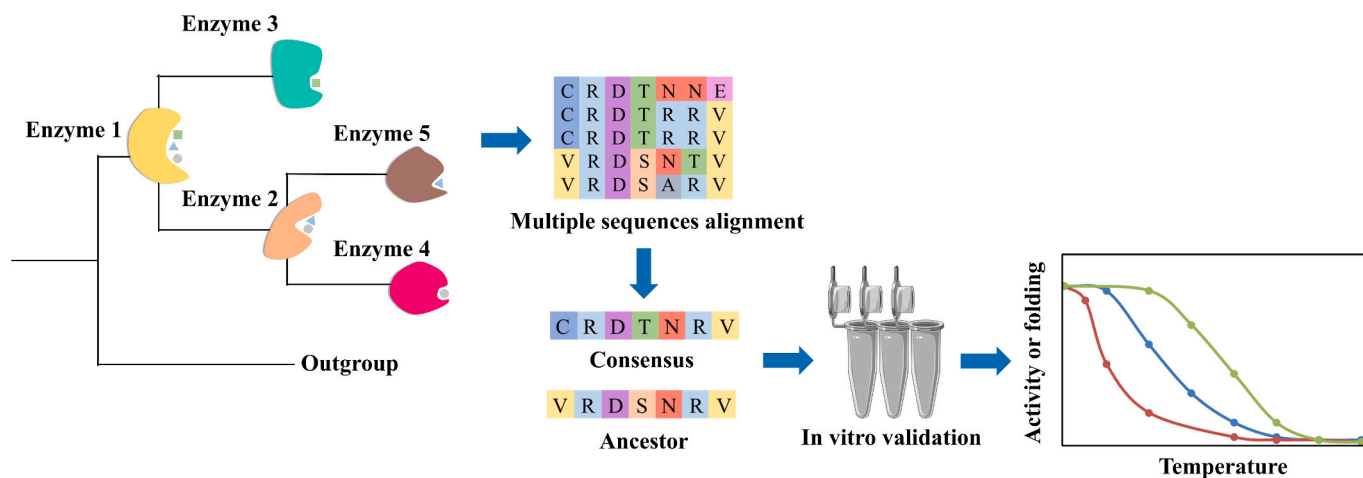 Enzyme 3
Enzyme 1
Enzyme 5
Enzyme 2
Enzyme 4
Outgroup
C R D T N N E
C R D T R R V
C R D T R R V
V R D S N T V
V R D S A R V
Multiple sequences alignment
C R D T N R V
Consensus
V R D S N R V
Ancestor
In vitro validation
Activity or folding
Temperature